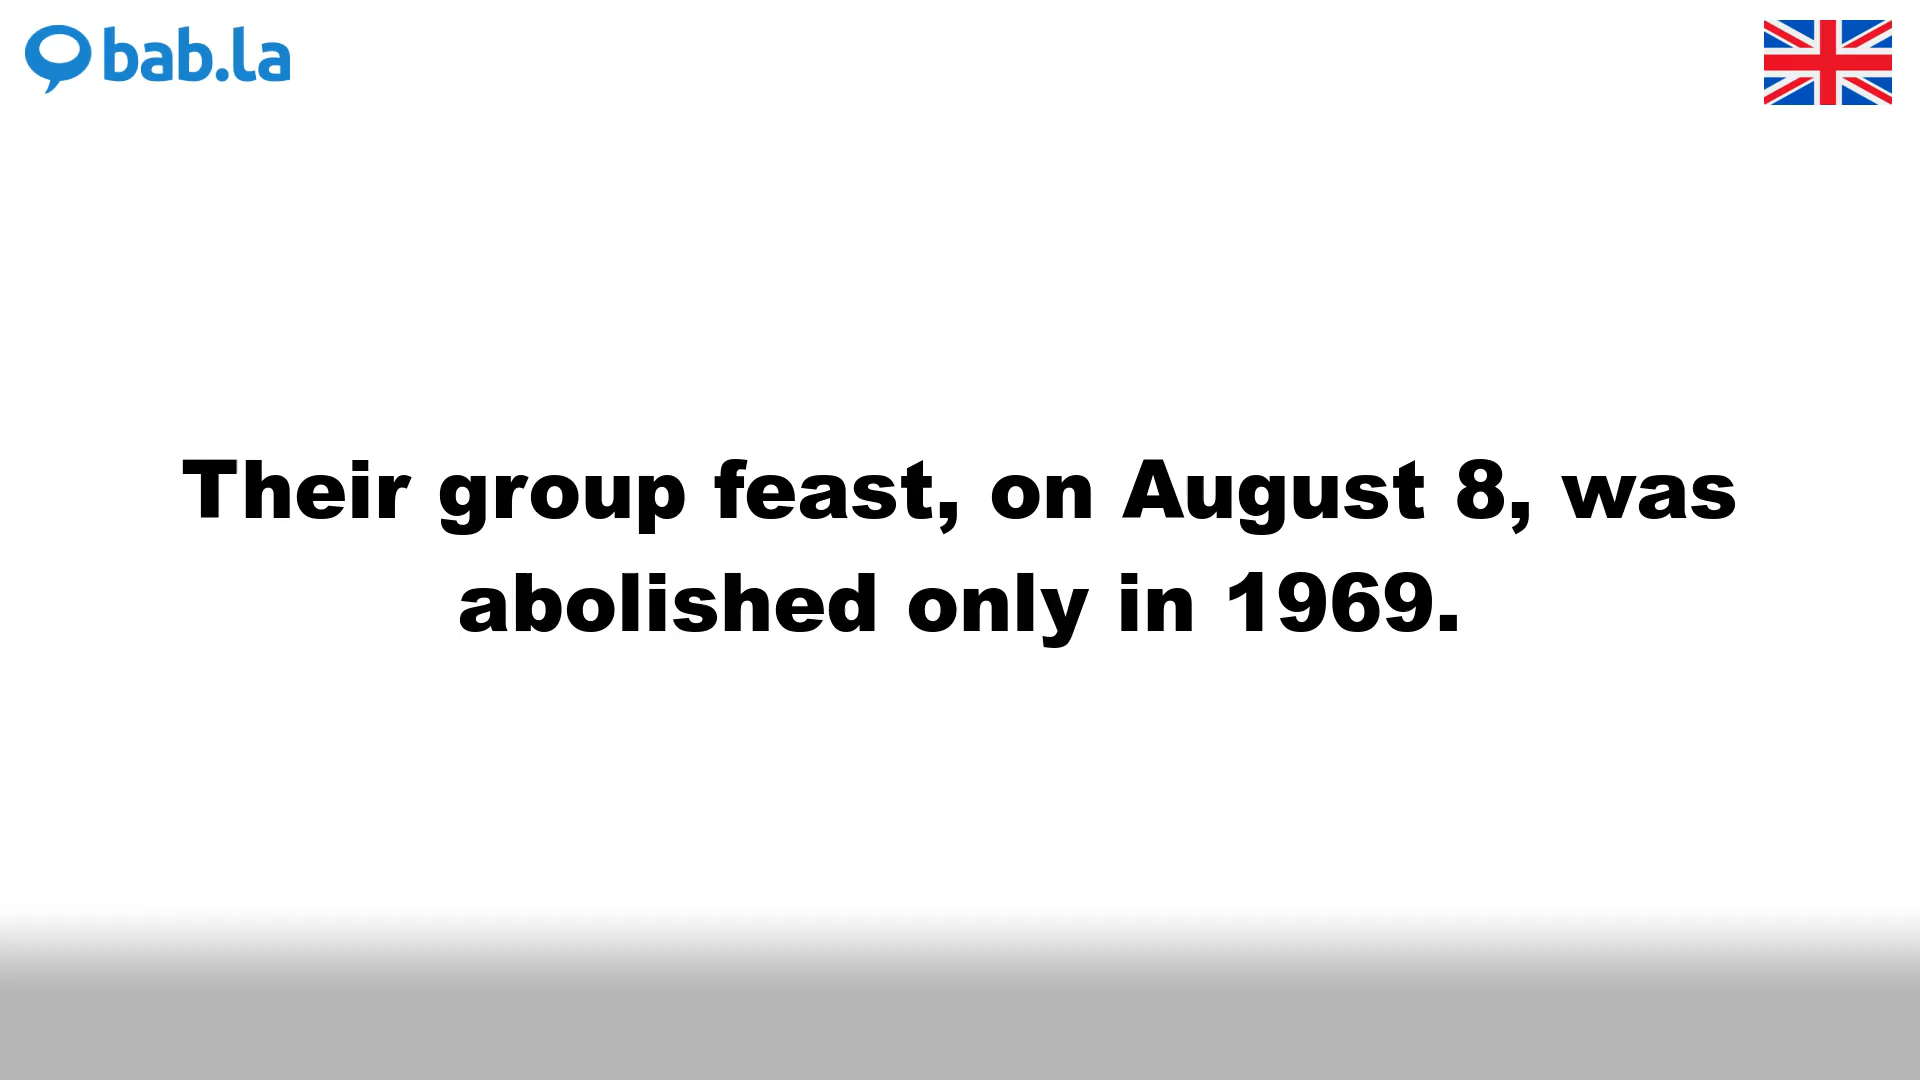 bab.la
Their group feast, on August 8, was
abolished only in 1969.